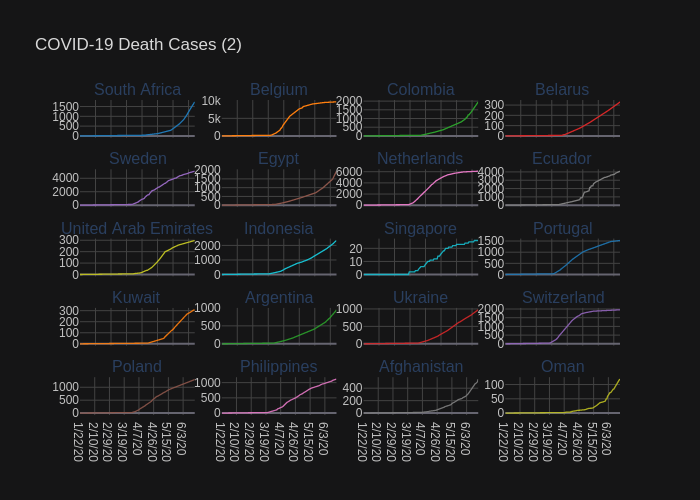 COVID-19 Death Cases (2)
South Africa Belgium Colombia Belarus
1500 1000 500 0
10k 5k 0
2000 1500 1000 500 0
300 200 100 0
Sweden Egypt Netherlands Ecuador
4000 2000 0
2000 1500 1000 500 0
6000 4000 2000 0
4000 3000 2000 1000 0
United Arab Emirates Indonesia Singapore Portugal
300 200 100 0
2000 1000 0
20 10 0
1500 1000 500 0
Kuwait Argentina Ukraine Switzerland
300 200 100 0
1000 500 0
1000 500 0
2000 1500 1000 500 0
Poland Philippines Afghanistan Oman
1000 500 0
1000 500 0
400 200 0
100 50 0
1/22/20 2/10/20 2/29/20 3/19/20 4/7/20 4/26/20 5/15/20 6/3/20
1/22/20 2/10/20 2/29/20 3/19/20 4/7/20 4/26/20 5/15/20 6/3/20
1/22/20 2/10/20 2/29/20 3/19/20 4/7/20 4/26/20 5/15/20 6/3/20
1/22/20 2/10/20 2/29/20 3/19/20 4/7/20 4/26/20 5/15/20 6/3/20